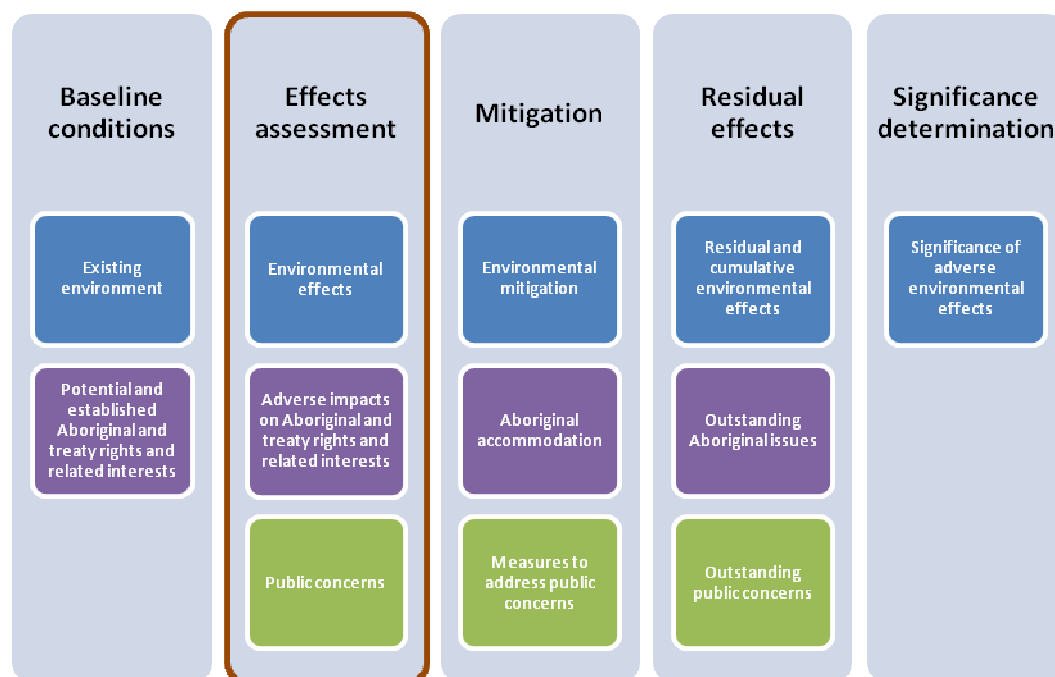 Baseline
conditions
Existing
environment
Potential and
established
Aboriginal and
treaty rights and
related interests
Effects
assessment
Environmental
effects
Adverse impacts
on Aboriginal and
treaty rights and
related interests
Public concerns
Mitigation
Environmental
mitigation
Aboriginal
accommodation
Measures to
address public
concerns
Residual
effects
Residual and
cumulative
environmental
effects
Outstanding
Aboriginal issues
Outstanding
public concerns
Significance
determination
Significance of
adverse
environmental
effects